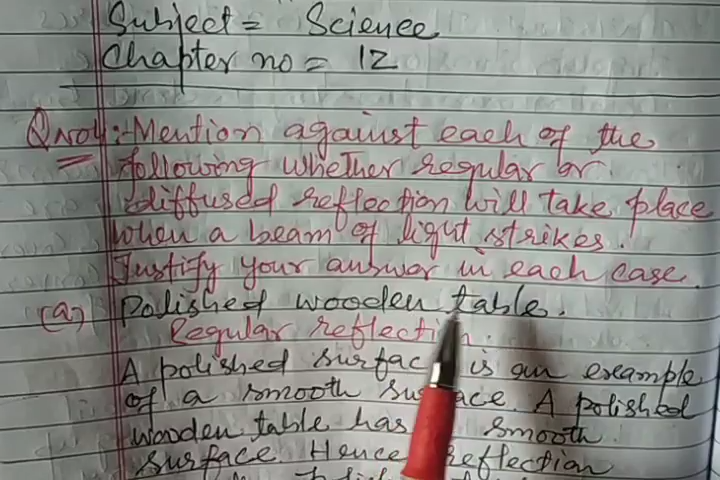 Subject = Science
Chapter no = 12
Q no 4:- Mention against each of the
following whether regular or
diffused reflection will take place
when a beam of light strikes.
Justify your answer in each case.
(a) Polished wooden table.
Regular reflection.
A polished surface is an example
of a smooth surface. A polished
wooden table has a smooth
surface. Hence reflection